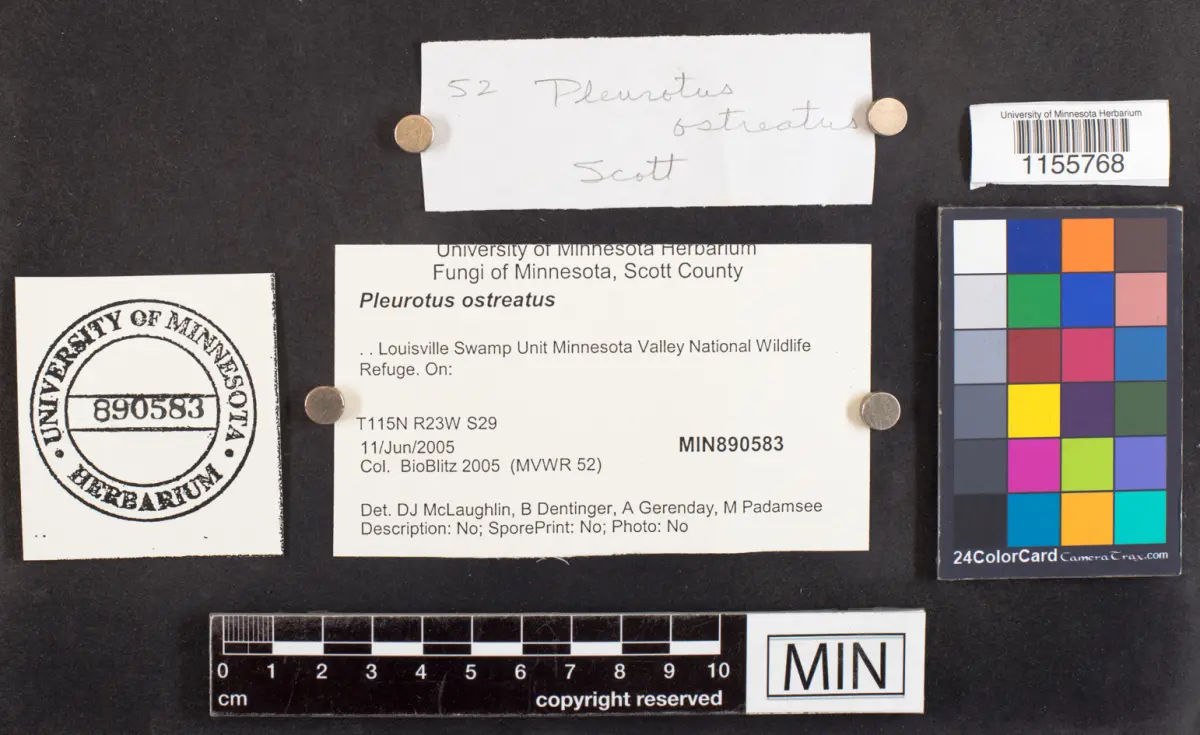 52 Pleurotus
ostreatus
Scott
University of Minnesota Herbarium
1155768
University of Minnesota Herbarium
Fungi of Minnesota, Scott County
Pleurotus ostreatus
. . Louisville Swamp Unit Minnesota Valley National Wildlife
Refuge. On:
T115N R23W S29
11/Jun/2005
MIN890583
Col. BioBlitz 2005 (MVWR 52)
Det. DJ McLaughlin, B Dentinger, A Gerenday, M Padamsee
Description: No; SporePrint: No; Photo: No
UNIVERSITY OF MINNESOTA
890583
HERBARIUM
24ColorCard CameraTrax.com
0 1 2 3 4 5 6 7 8 9 10
cm
copyright reserved
MIN